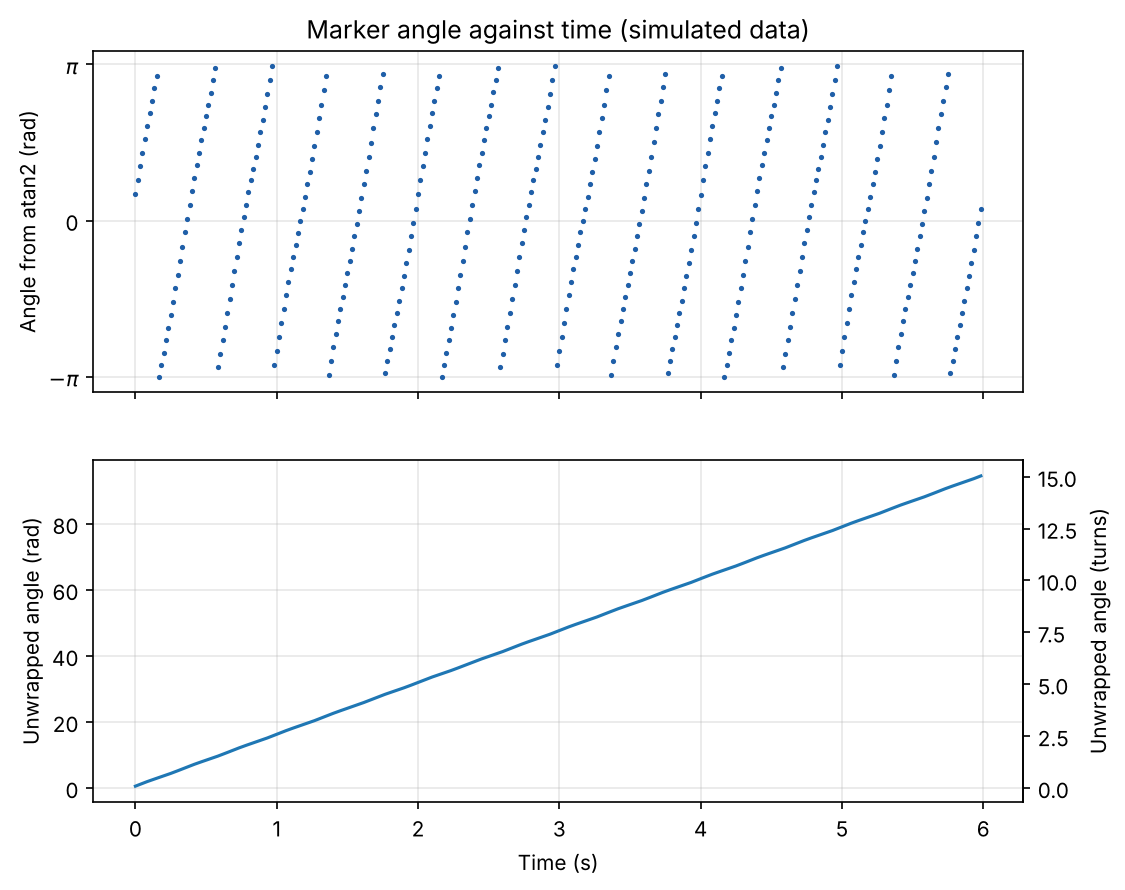 Marker angle against time (simulated data)
Angle from atan2 (rad)
π
0
−π
Unwrapped angle (rad)
80
60
40
20
0
15.0
12.5
10.0
7.5
5.0
2.5
0.0
Unwrapped angle (turns)
0 1 2 3 4 5 6
Time (s)